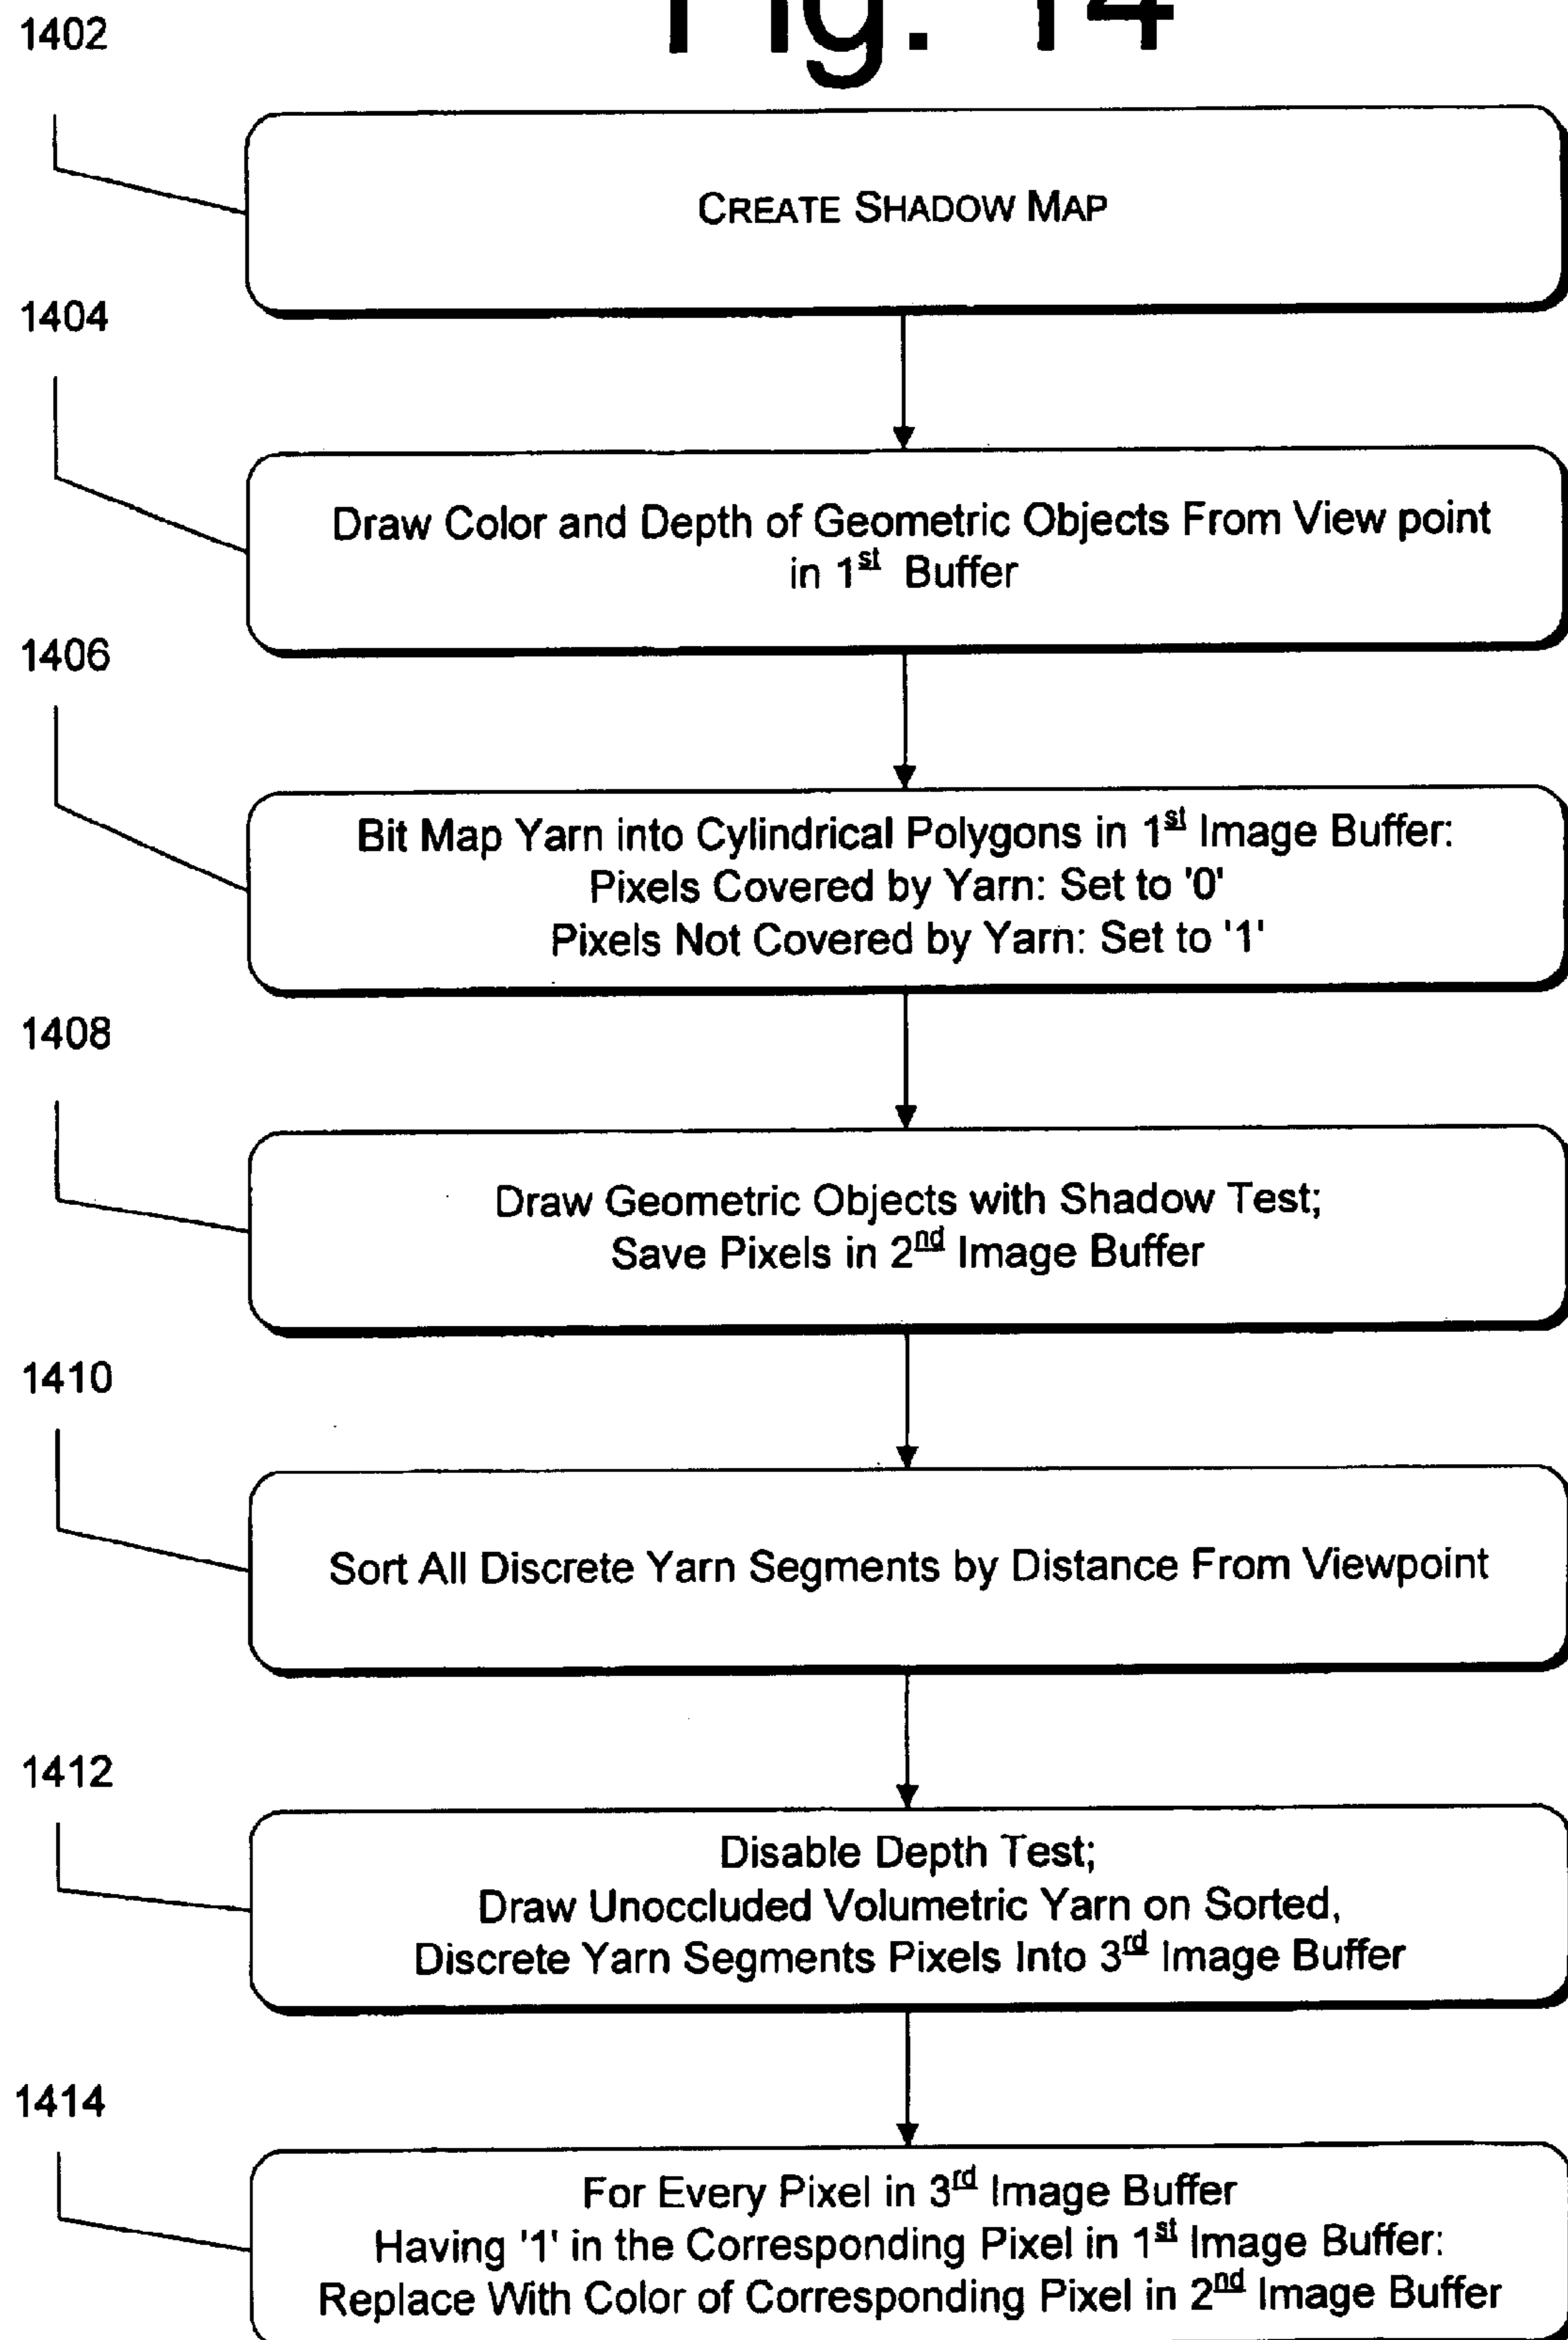 Fig. 14
1402
CREATE SHADOW MAP
1404
Draw Color and Depth of Geometric Objects From View point
in 1st Buffer
1406
Bit Map Yarn into Cylindrical Polygons in 1st Image Buffer:
Pixels Covered by Yarn: Set to '0'
Pixels Not Covered by Yarn: Set to '1'
1408
Draw Geometric Objects with Shadow Test;
Save Pixels in 2nd Image Buffer
1410
Sort All Discrete Yarn Segments by Distance From Viewpoint
1412
Disable Depth Test;
Draw Unoccluded Volumetric Yarn on Sorted,
Discrete Yarn Segments Pixels Into 3rd Image Buffer
1414
For Every Pixel in 3rd Image Buffer
Having '1' in the Corresponding Pixel in 1st Image Buffer:
Replace With Color of Corresponding Pixel in 2nd Image Buffer